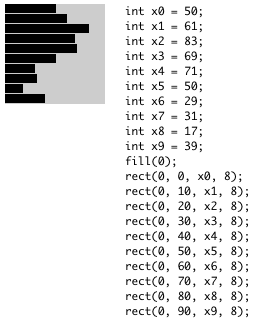 int x0 = 50;
int x1 = 61;
int x2 = 83;
int x3 = 69;
int x4 = 71;
int x5 = 50;
int x6 = 29;
int x7 = 31;
int x8 = 17;
int x9 = 39;
fill(0);
rect(0, 0, x0, 8);
rect(0, 10, x1, 8);
rect(0, 20, x2, 8);
rect(0, 30, x3, 8);
rect(0, 40, x4, 8);
rect(0, 50, x5, 8);
rect(0, 60, x6, 8);
rect(0, 70, x7, 8);
rect(0, 80, x8, 8);
rect(0, 90, x9, 8);